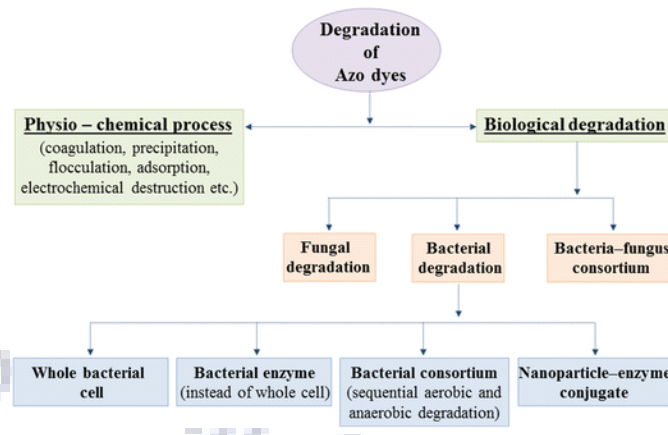 Degradation
of
Azo dyes
Physio – chemical process
(coagulation, precipitation,
flocculation, adsorption,
electrochemical destruction etc.)
Biological degradation
Fungal
degradation
Bacterial
degradation
Bacteria–fungus
consortium
Whole bacterial
cell
Bacterial enzyme
(instead of whole cell)
Bacterial consortium
(sequential aerobic and
anaerobic degradation)
Nanoparticle–enzyme
conjugate